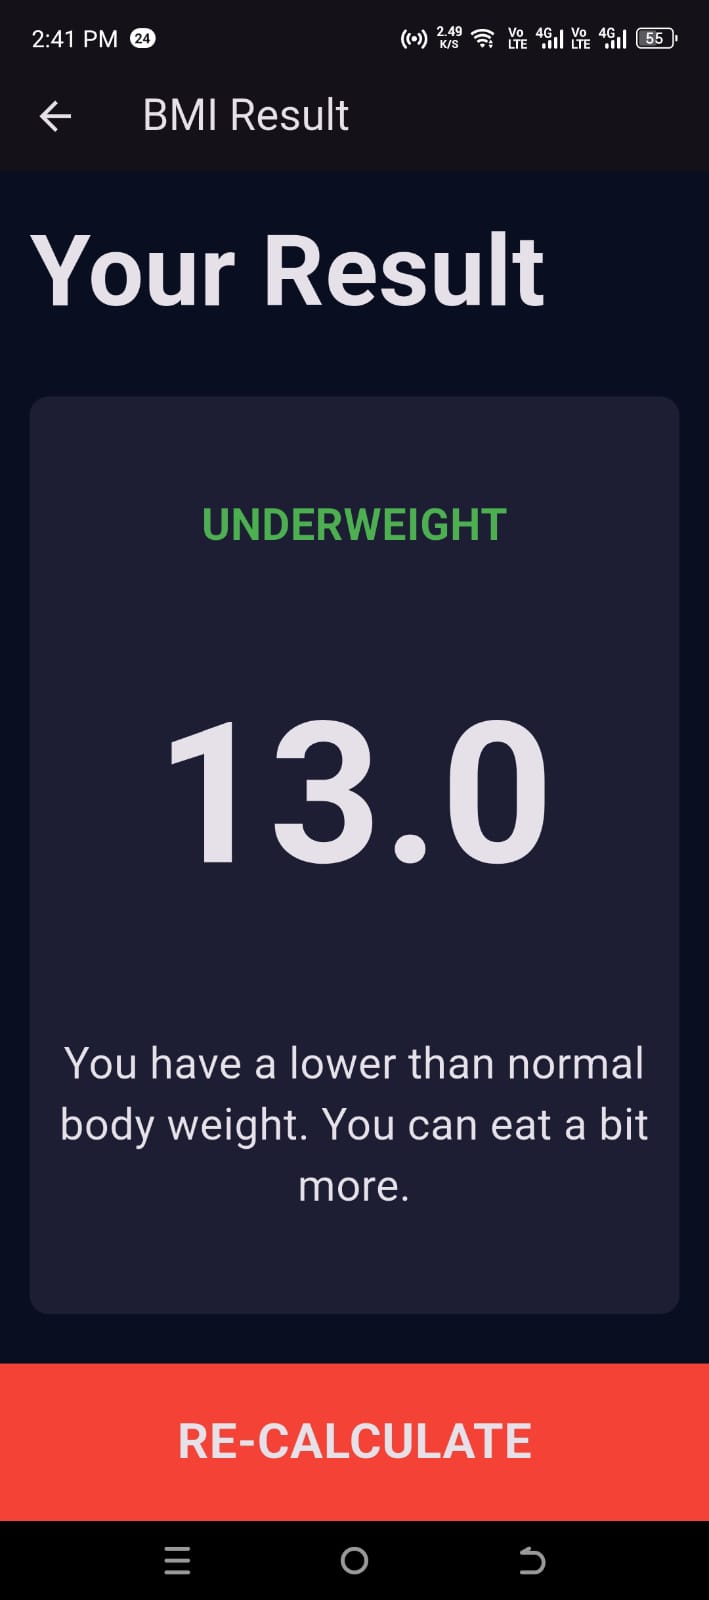 2:41 PM 24 2.49 K/S Vo LTE 4G Vo LTE 4G 55
BMI Result
Your Result
UNDERWEIGHT
13.0
You have a lower than normal
body weight. You can eat a bit
more.
RE-CALCULATE